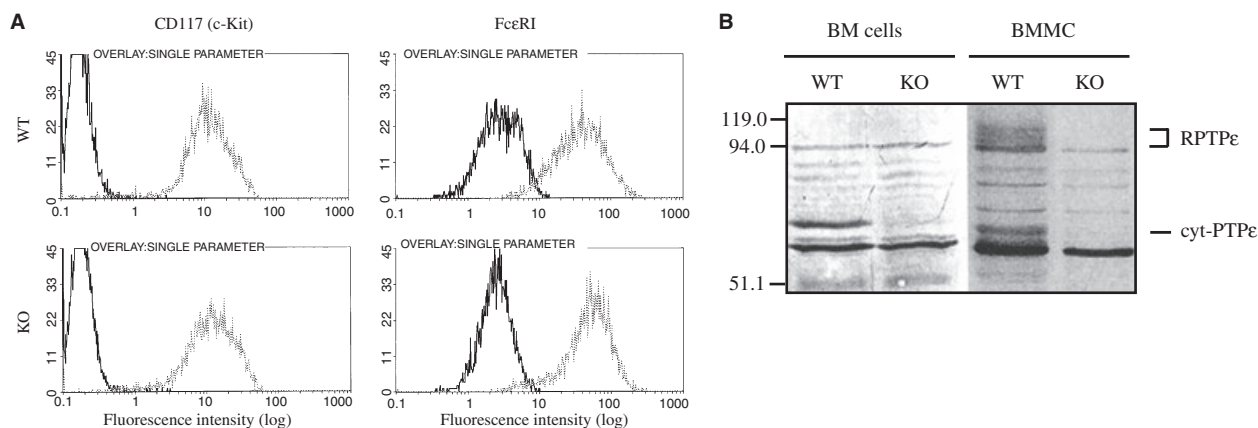 A
CD117 (c-Kit)
FcεRI
WT
OVERLAY:SINGLE PARAMETER
45
33
22
11
0
0.1 1 10 100 1000
OVERLAY:SINGLE PARAMETER
45
33
22
11
0
0.1 1 10 100 1000
KO
OVERLAY:SINGLE PARAMETER
45
33
22
11
0
0.1 1 10 100 1000
Fluorescence intensity (log)
OVERLAY:SINGLE PARAMETER
45
33
22
11
0
0.1 1 10 100 1000
Fluorescence intensity (log)
B
BM cells BMMC
WT KO WT KO
119.0
94.0
51.1
RPTPε
cyt-PTPε